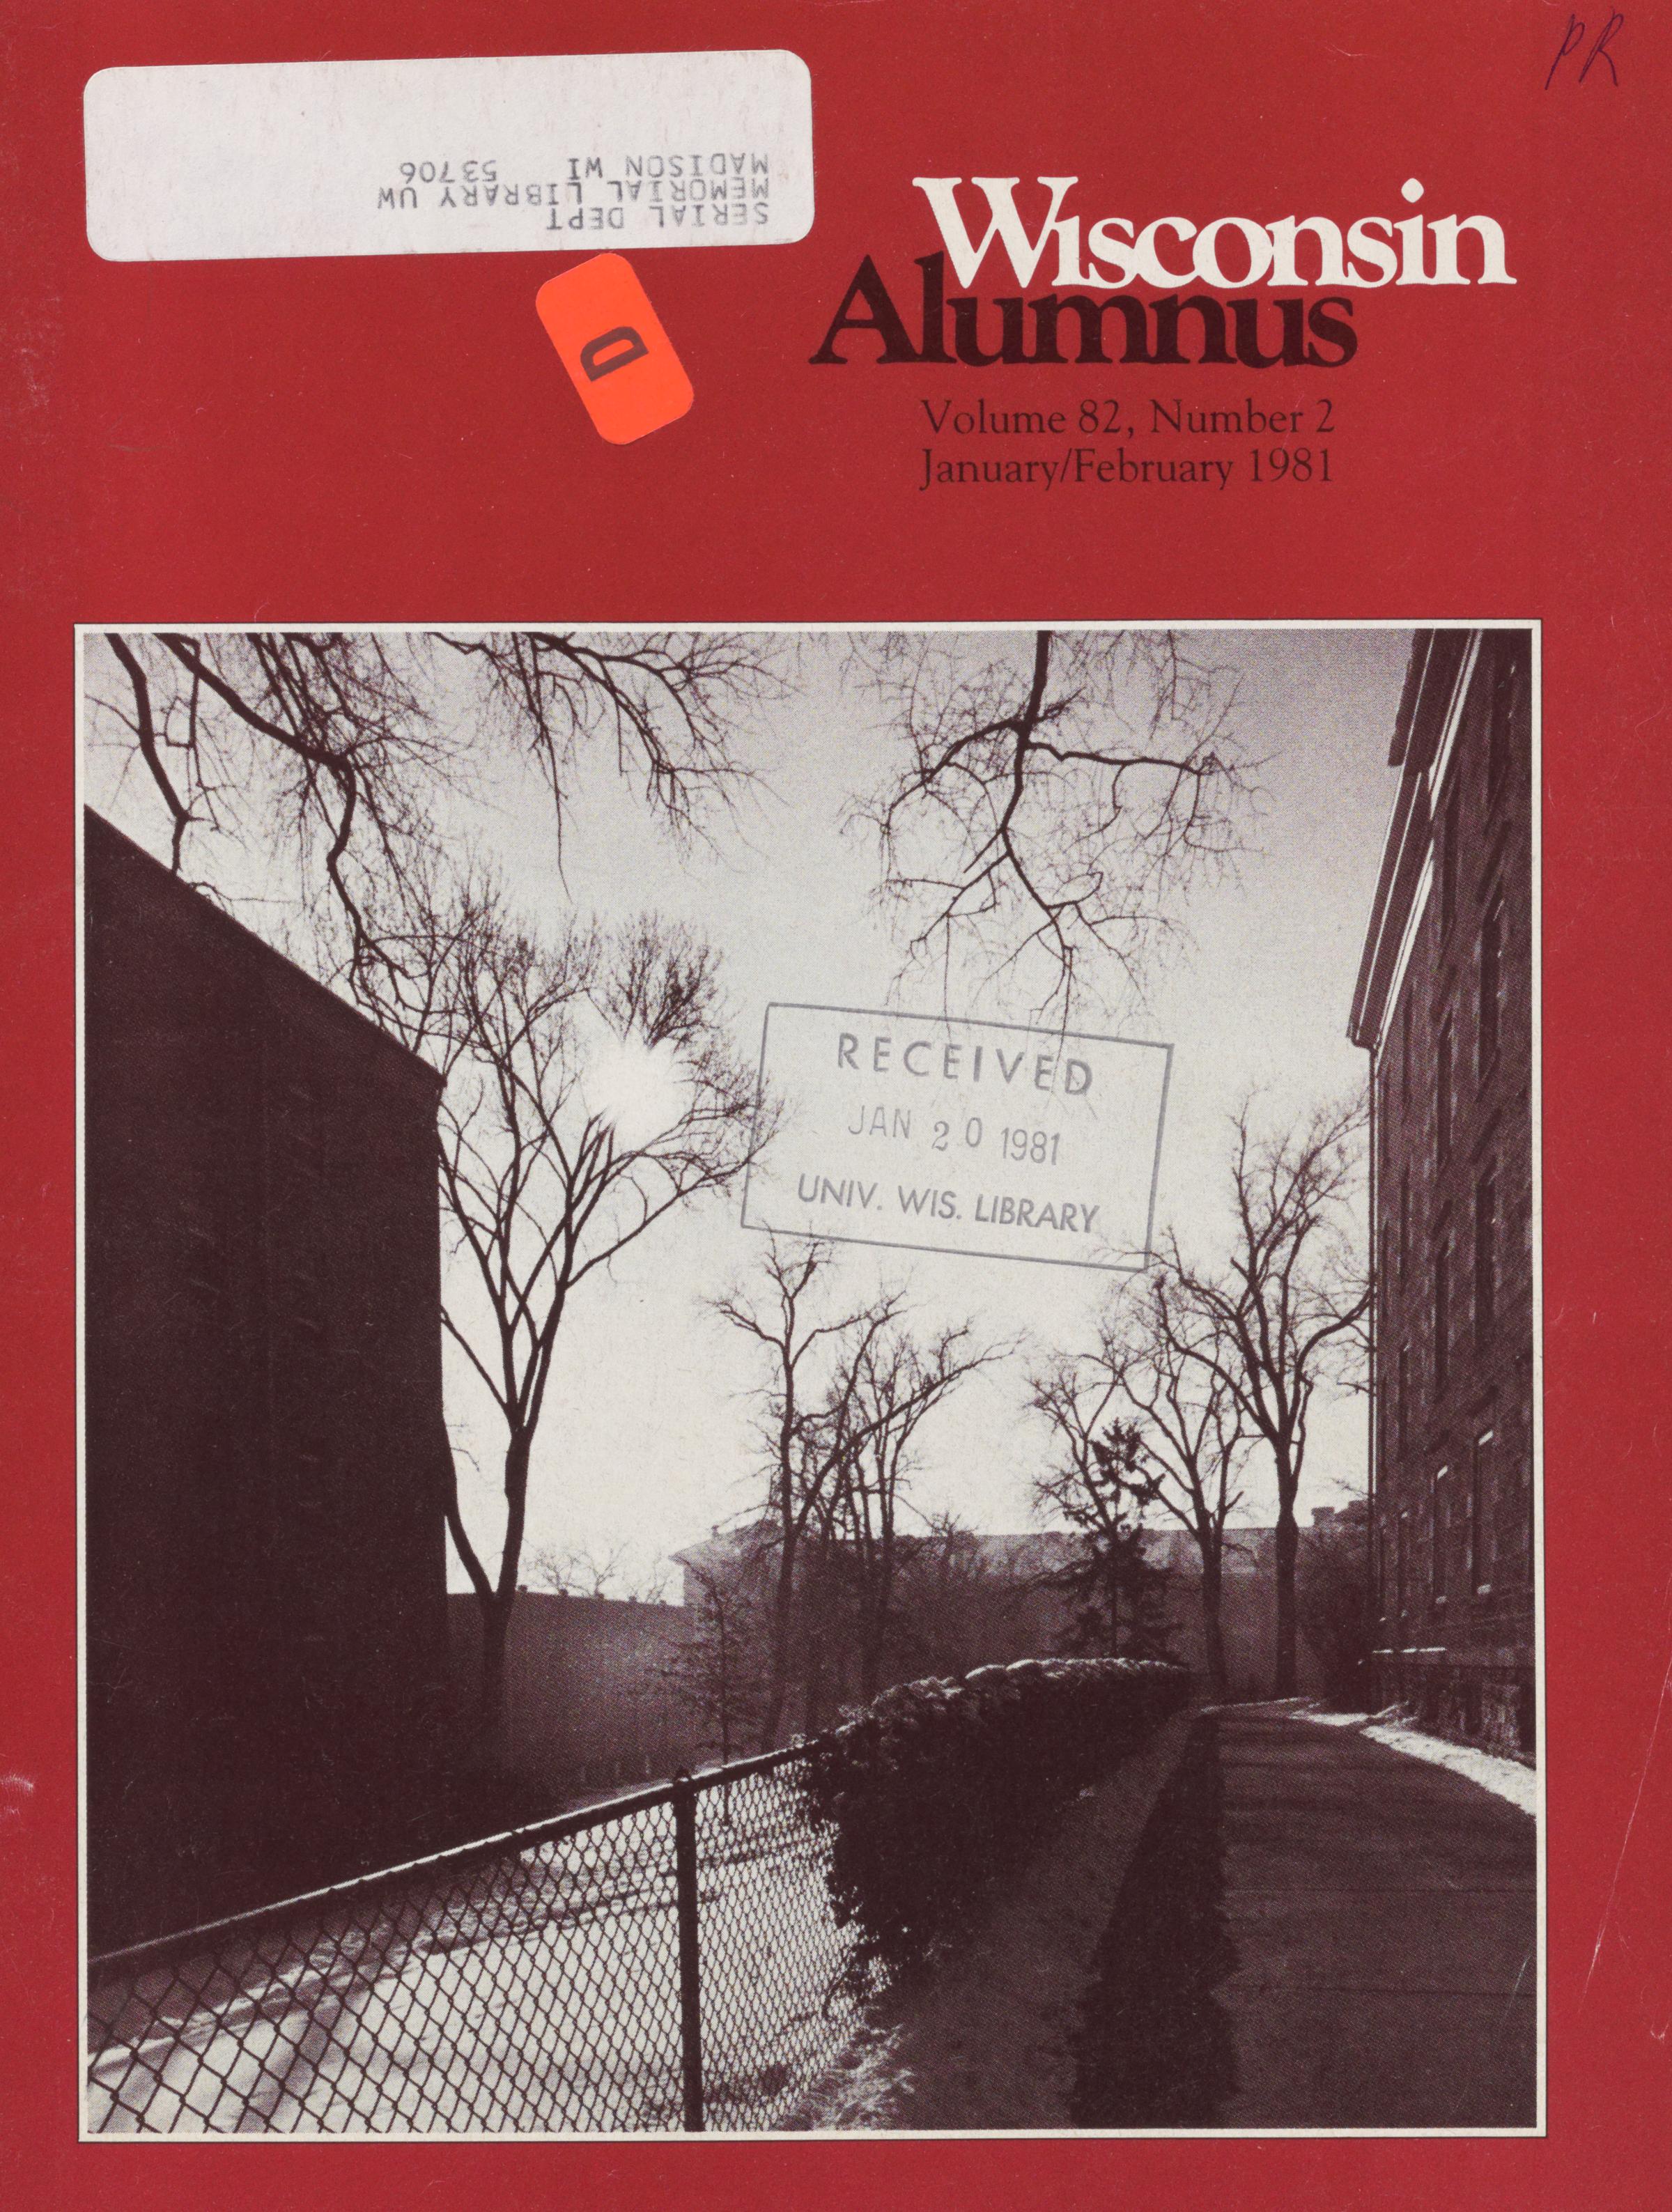 PR
SERIAL DEPT
MEMORIAL LIBRARY UW
MADISON WI 53706
D
Wisconsin
Alumnus
Volume 82, Number 2
January/February 1981
RECEIVED
JAN 20 1981
UNIV. WIS. LIBRARY